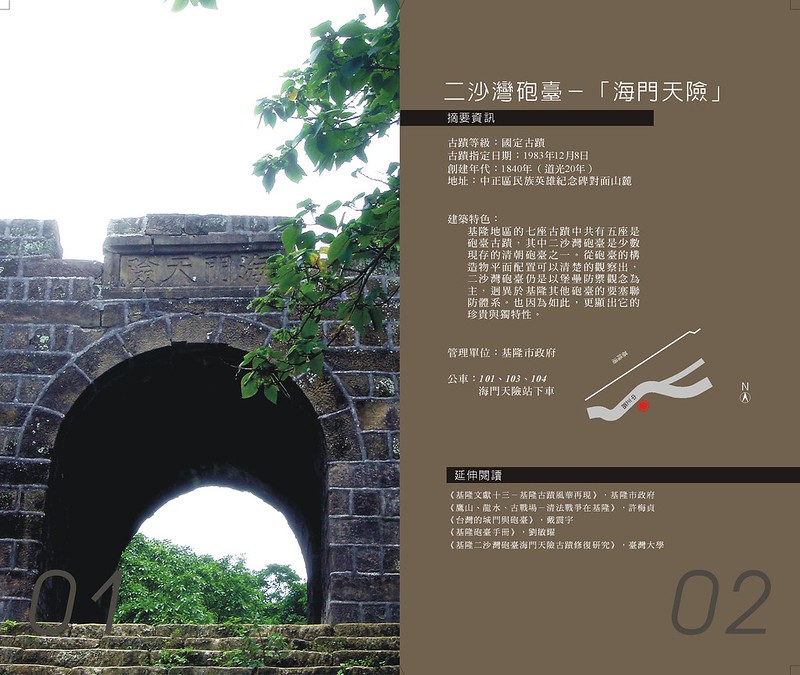 海門天險
01
二沙灣砲臺－「海門天險」
摘要資訊
古蹟等級：國定古蹟
古蹟指定日期：1983年12月8日
創建年代：1840年（道光20年）
地址：中正區民族英雄紀念碑對面山麓
建築特色：
基隆地區的七座古蹟中共有五座是
砲臺古蹟，其中二沙灣砲臺是少數
現存的清朝砲臺之一。從砲臺的構
造物平面配置可以清楚的觀察出，
二沙灣砲臺仍是以堡壘防禦觀念為
主，迥異於基隆其他砲臺的要塞聯
防體系。也因為如此，更顯出它的
珍貴與獨特性。
管理單位：基隆市政府
公車：101、103、104
海門天險站下車
基隆港
中正路
N
延伸閱讀
《基隆文獻十三－基隆古蹟風華再現》，基隆市政府
《鷹山、龍水、古戰場－清法戰爭在基隆》，許梅貞
《台灣的城門與砲臺》，戴震宇
《基隆砲臺手冊》，劉敏耀
《基隆二沙灣砲臺海門天險古蹟修復研究》，臺灣大學
02